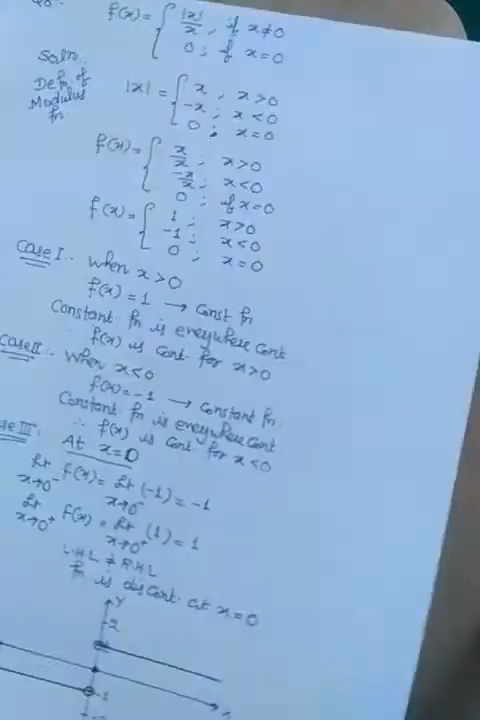 f(x) = { |x|/x , if x ≠ 0
0 ; if x = 0
Soln.
Defn. of Modulus fn.
|x| = { x , x > 0
-x ; x < 0
0 ; x = 0
f(x) = { x/x , x > 0
-x/x ; x < 0
0 ; if x = 0
f(x) = { 1 ; x > 0
-1 ; x < 0
0 ; x = 0
Case I. when x > 0
f(x) = 1 → Const fn
Constant fn is everywhere cont
∴ f(x) is cont. for x > 0
Case II. when x < 0
f(x) = -1 → Constant fn.
Constant fn is everywhere cont
∴ f(x) is cont for x < 0
Case III. At x = 0
Lt x→0⁻ f(x) = Lt x→0⁻ (-1) = -1
Lt x→0⁺ f(x) = Lt x→0⁺ (1) = 1
L.H.L ≠ R.H.L
fn is discont. at x = 0
Y
2
-1
x